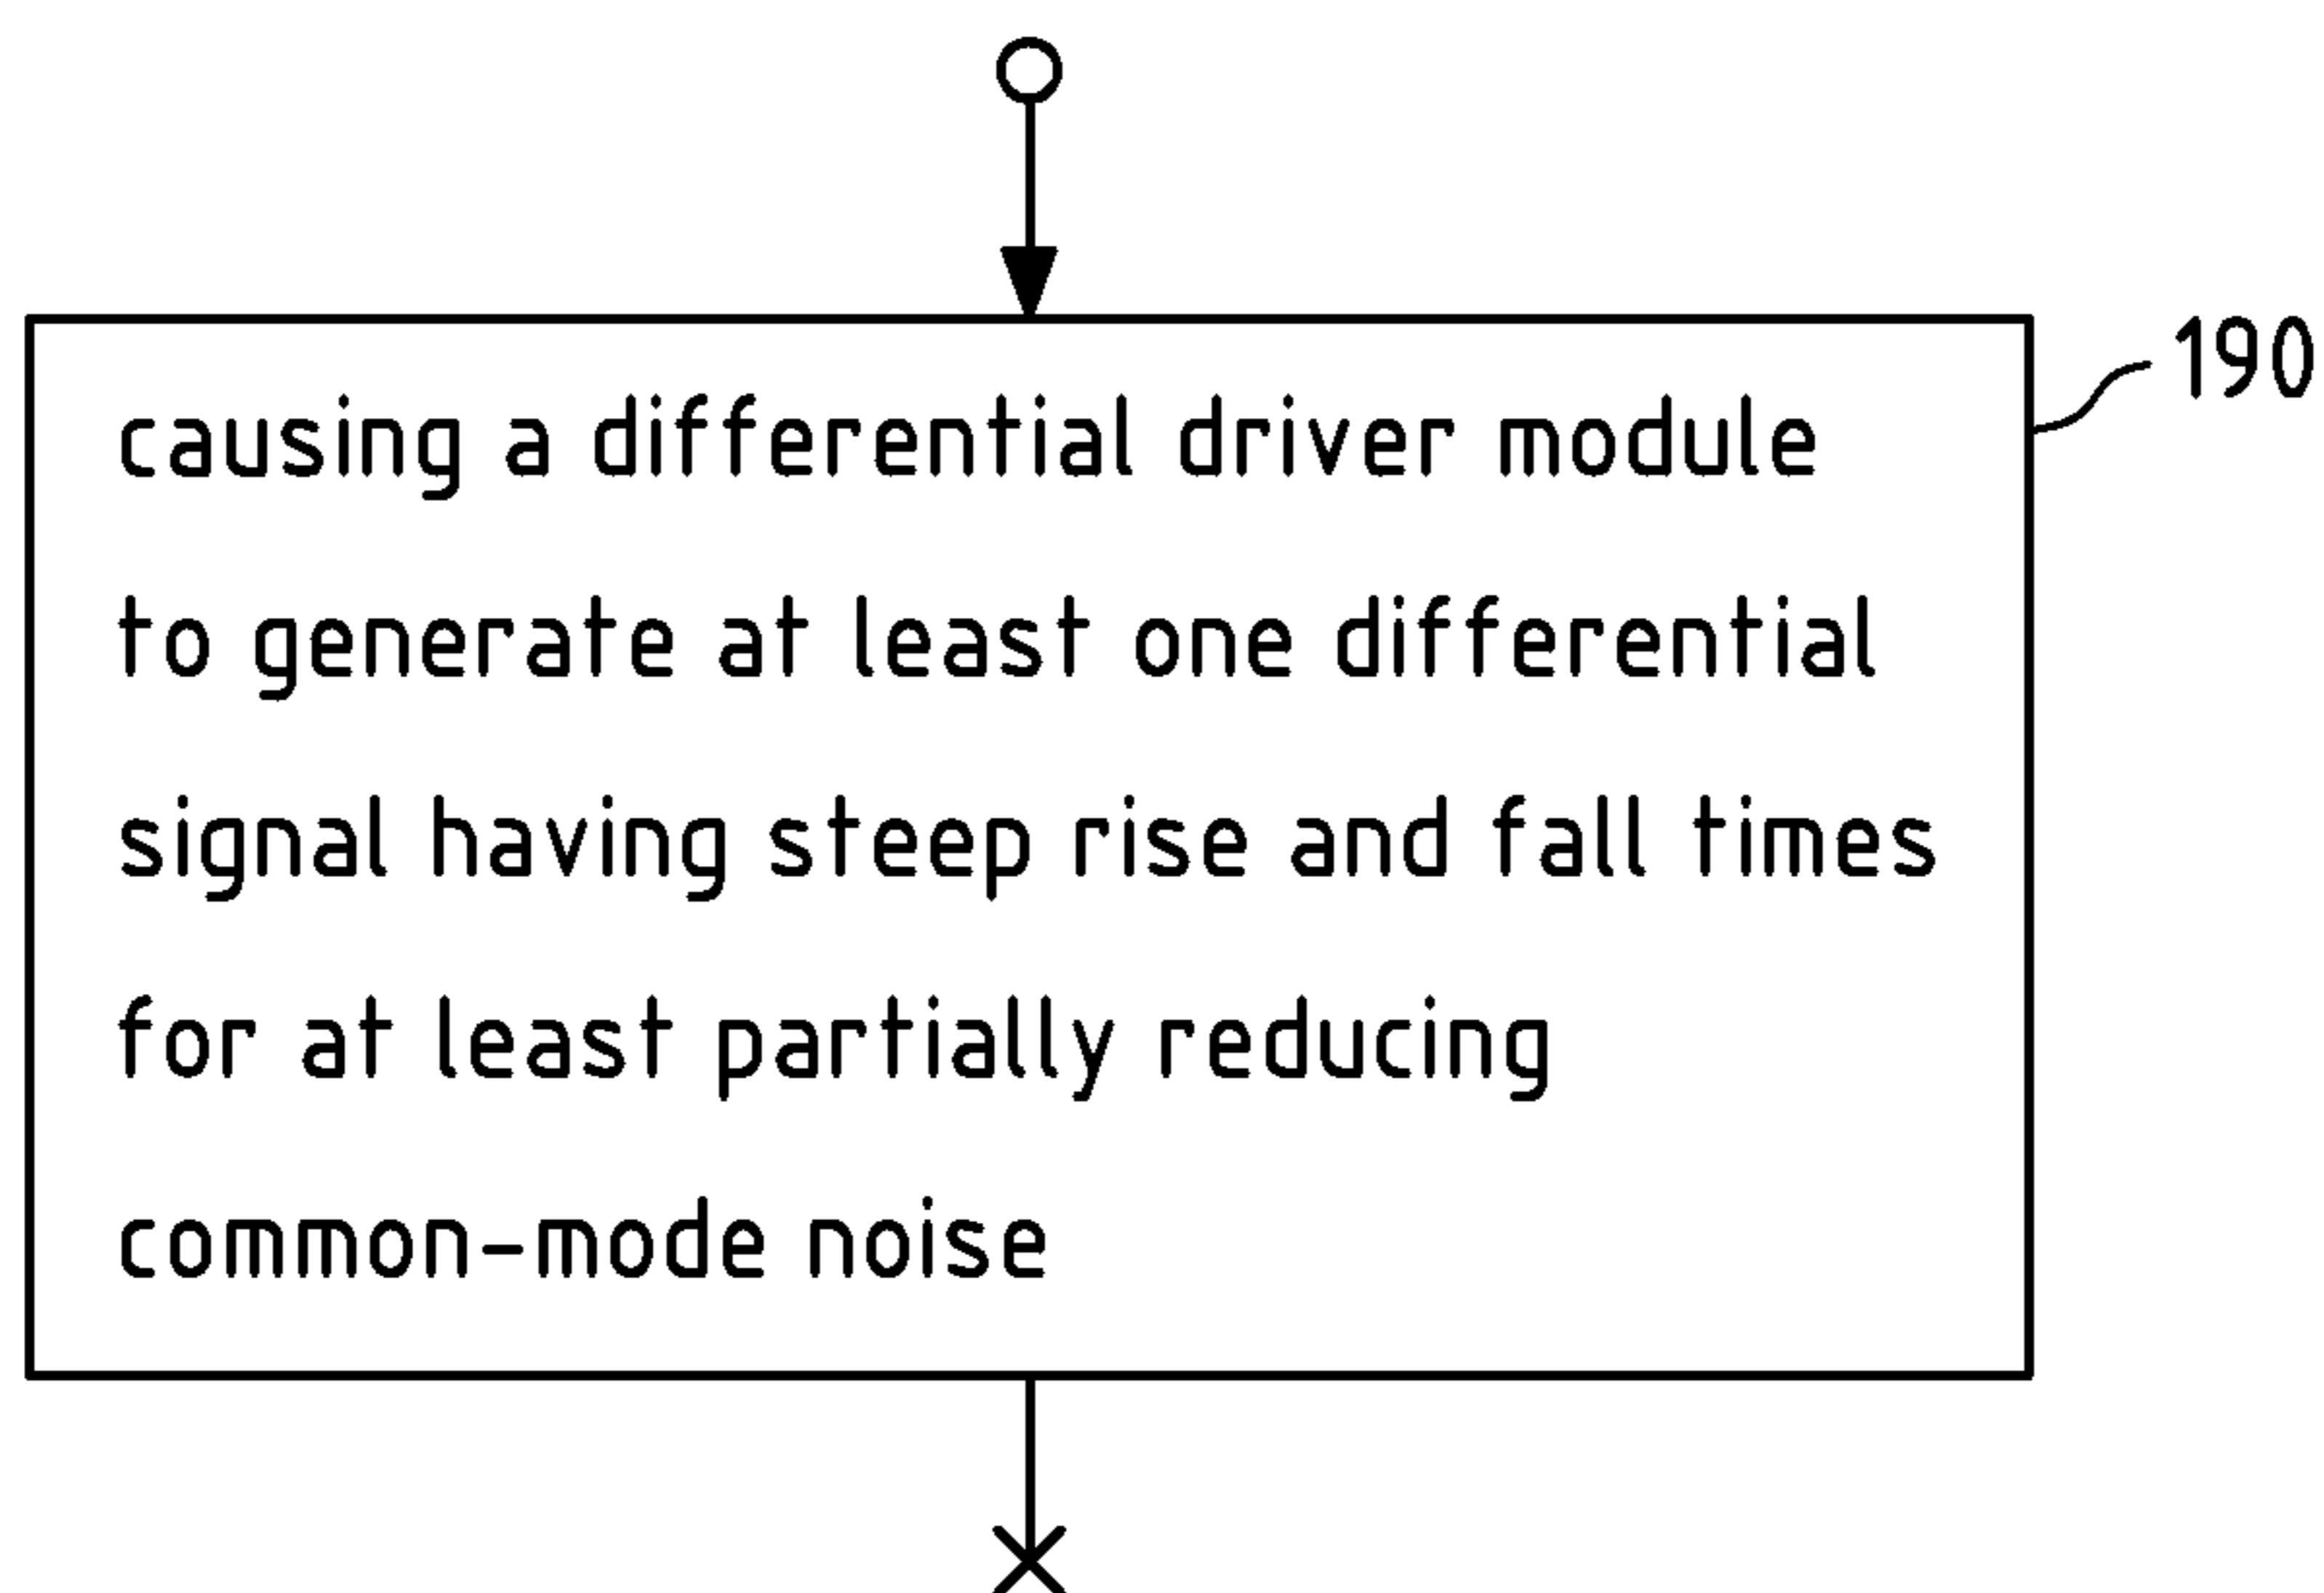 190
causing a differential driver module
to generate at least one differential
signal having steep rise and fall times
for at least partially reducing
common-mode noise